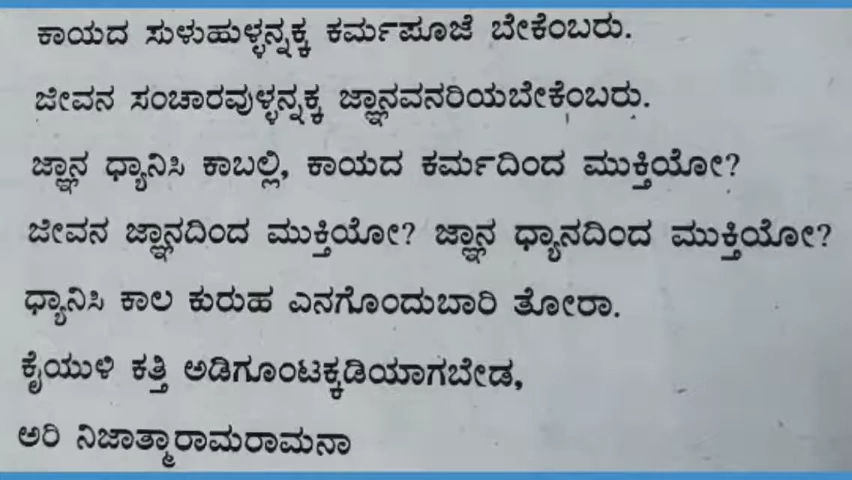 ಕಾಯದ ಸುಳುಹುಳ್ಳನ್ನಕ್ಕ ಕರ್ಮಪೂಜೆ ಬೇಕೆಂಬರು.
ಜೀವನ ಸಂಚಾರವುಳ್ಳನ್ನಕ್ಕ ಜ್ಞಾನವನರಿಯಬೇಕೆಂಬರು.
ಜ್ಞಾನ ಧ್ಯಾನಿಸಿ ಕಾಬಲ್ಲಿ, ಕಾಯದ ಕರ್ಮದಿಂದ ಮುಕ್ತಿಯೋ?
ಜೀವನ ಜ್ಞಾನದಿಂದ ಮುಕ್ತಿಯೋ? ಜ್ಞಾನ ಧ್ಯಾನದಿಂದ ಮುಕ್ತಿಯೋ?
ಧ್ಯಾನಿಸಿ ಕಾಲ ಕುರುಹ ಎನಗೊಂದುಬಾರಿ ತೋರಾ.
ಕೈಯುಳಿ ಕತ್ತಿ ಅಡಿಗೂಂಟಕ್ಕಡಿಯಾಗಬೇಡ,
ಅರಿ ನಿಜಾತ್ಮಾರಾಮರಾಮನಾ